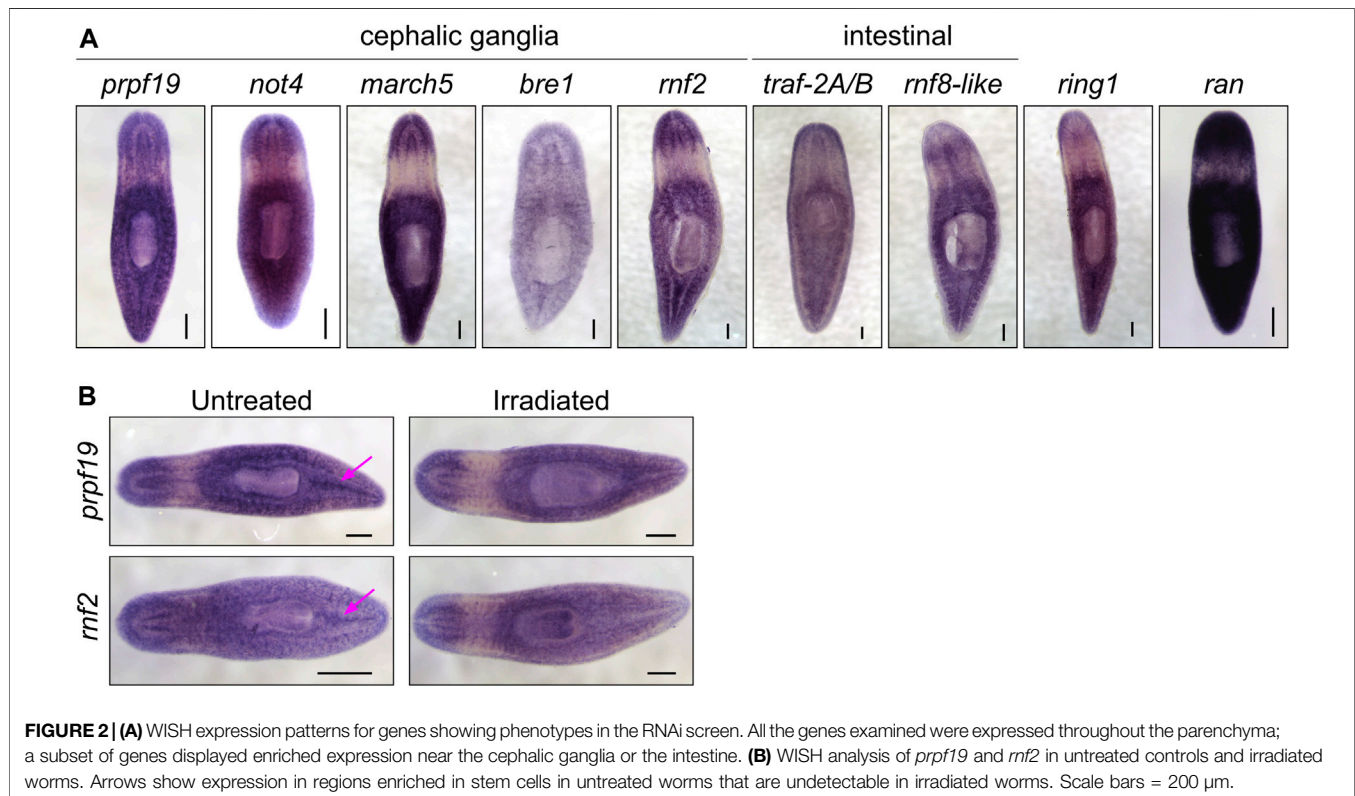 A
cephalic ganglia
intestinal
prpf19 not4 march5 bre1 rnf2 traf-2A/B rnf8-like ring1 ran
B
Untreated Irradiated
prpf19
rnf2
FIGURE 2 | (A) WISH expression patterns for genes showing phenotypes in the RNAi screen. All the genes examined were expressed throughout the parenchyma;
a subset of genes displayed enriched expression near the cephalic ganglia or the intestine. (B) WISH analysis of prpf19 and rnf2 in untreated controls and irradiated
worms. Arrows show expression in regions enriched in stem cells in untreated worms that are undetectable in irradiated worms. Scale bars = 200 μm.